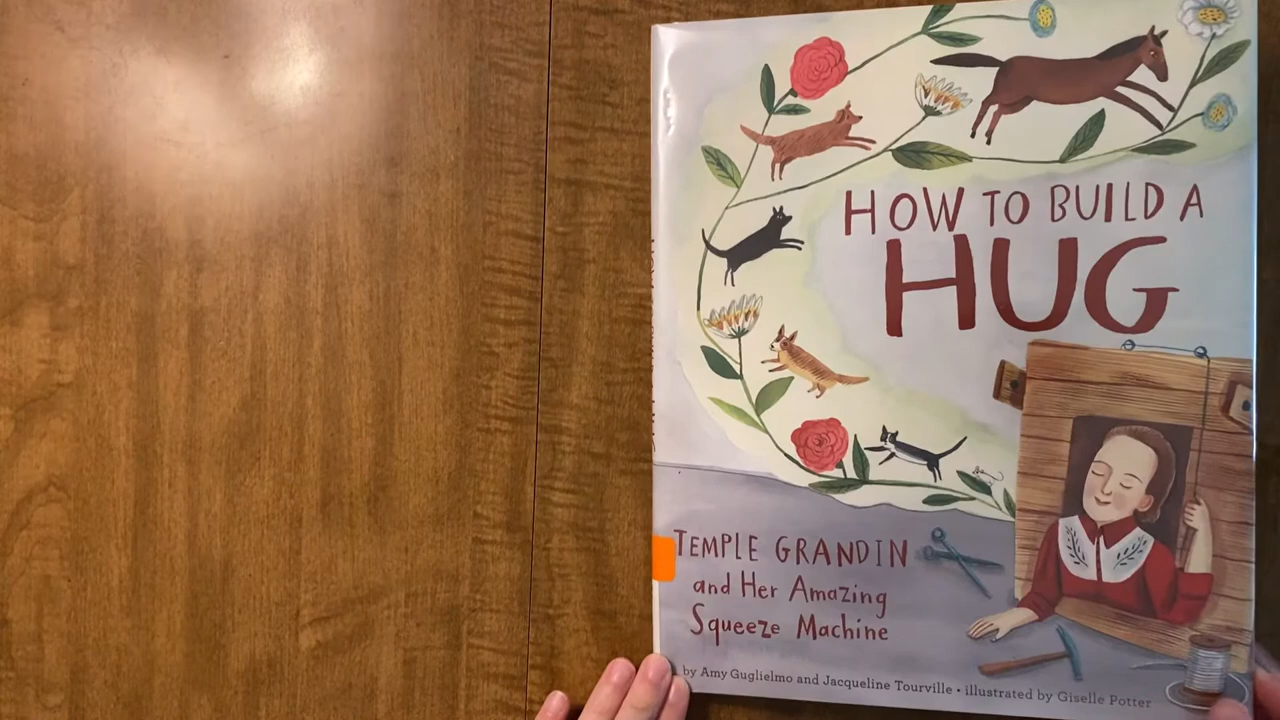 HOW TO BUILD A
HUG
TEMPLE GRANDIN
and Her Amazing
Squeeze Machine
by Amy Guglielmo and Jacqueline Tourville • illustrated by Giselle Potter